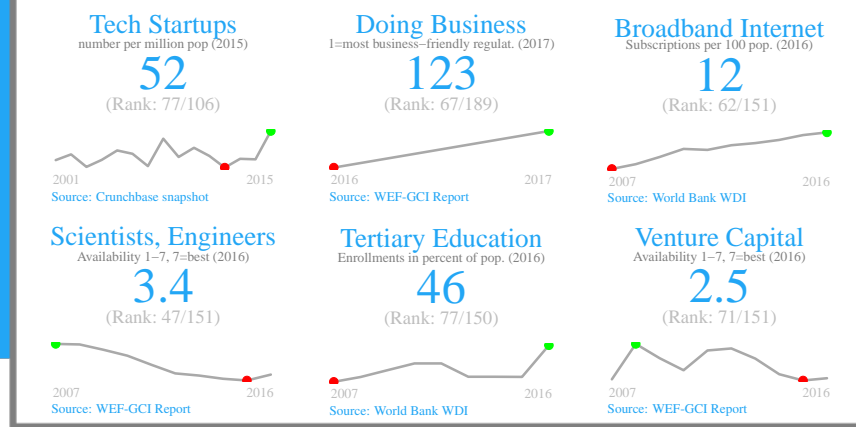 Tech Startups
number per million pop (2015)
52
(Rank: 77/106)
2001 2015
Source: Crunchbase snapshot
Doing Business
1=most business−friendly regulat. (2017)
123
(Rank: 67/189)
2016 2017
Source: WEF-GCI Report
Broadband Internet
Subscriptions per 100 pop. (2016)
12
(Rank: 62/151)
2007 2016
Source: World Bank WDI
Scientists, Engineers
Availability 1−7, 7=best (2016)
3.4
(Rank: 47/151)
2007 2016
Source: WEF-GCI Report
Tertiary Education
Enrollments in percent of pop. (2016)
46
(Rank: 77/150)
2007 2016
Source: World Bank WDI
Venture Capital
Availability 1−7, 7=best (2016)
2.5
(Rank: 71/151)
2007 2016
Source: WEF-GCI Report